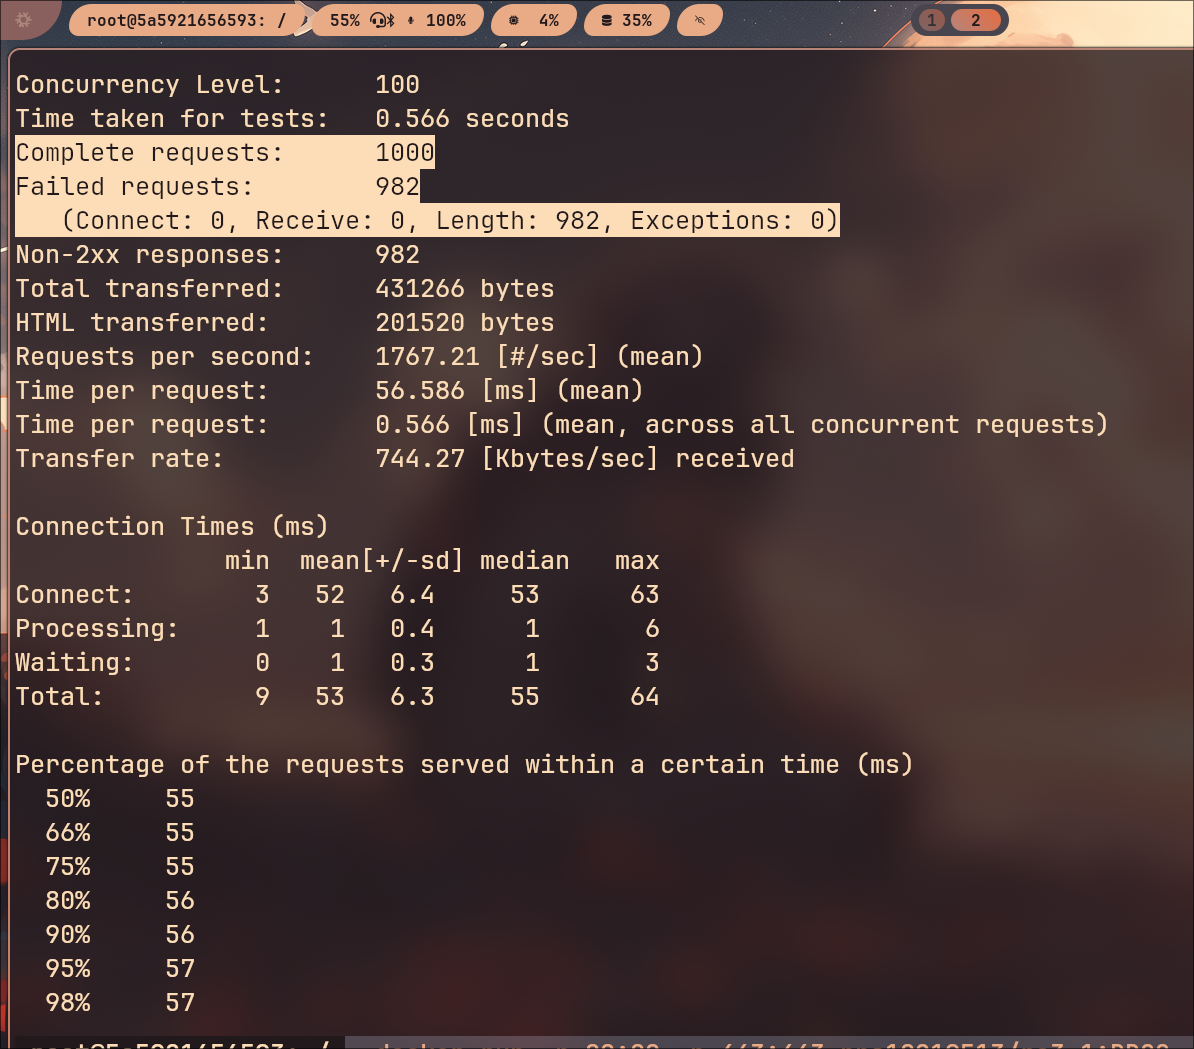 root@5a5921656593: /
55%
100%
4%
35%
1
2
Concurrency Level:      100
Time taken for tests:   0.566 seconds
Complete requests:      1000
Failed requests:        982
   (Connect: 0, Receive: 0, Length: 982, Exceptions: 0)
Non-2xx responses:      982
Total transferred:      431266 bytes
HTML transferred:       201520 bytes
Requests per second:    1767.21 [#/sec] (mean)
Time per request:       56.586 [ms] (mean)
Time per request:       0.566 [ms] (mean, across all concurrent requests)
Transfer rate:          744.27 [Kbytes/sec] received
Connection Times (ms)
              min  mean[+/-sd] median   max
Connect:        3   52   6.4     53      63
Processing:     1    1   0.4      1       6
Waiting:        0    1   0.3      1       3
Total:          9   53   6.3     55      64
Percentage of the requests served within a certain time (ms)
  50%     55
  66%     55
  75%     55
  80%     56
  90%     56
  95%     57
  98%     57
root@5a5921656593: /